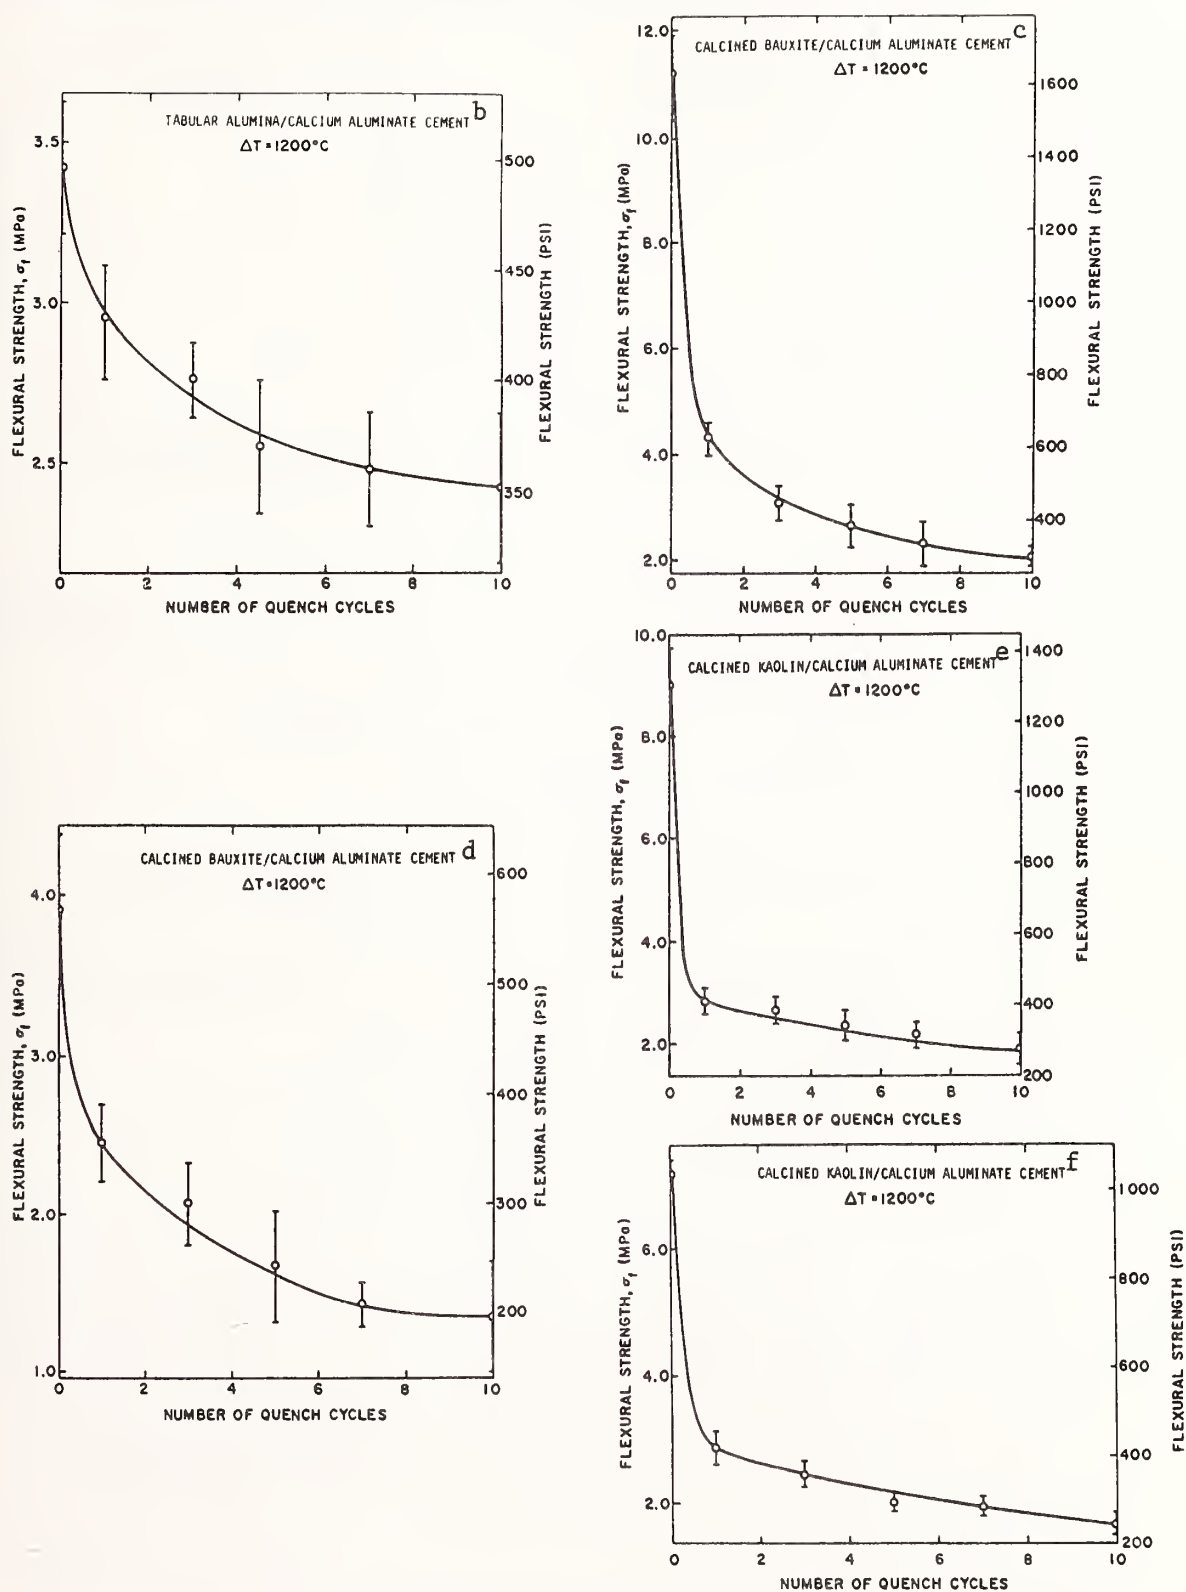 b
TABULAR ALUMINA/CALCIUM ALUMINATE CEMENT
ΔT = 1200°C
3.5
3.0
2.5
500
450
400
350
0 2 4 6 8 10
FLEXURAL STRENGTH, σf (MPa)
FLEXURAL STRENGTH (PSI)
NUMBER OF QUENCH CYCLES
c
CALCINED BAUXITE/CALCIUM ALUMINATE CEMENT
ΔT = 1200°C
12.0
10.0
8.0
6.0
4.0
2.0
1600
1400
1200
1000
800
600
400
0 2 4 6 8 10
FLEXURAL STRENGTH, σf (MPa)
FLEXURAL STRENGTH (PSI)
NUMBER OF QUENCH CYCLES
d
CALCINED BAUXITE/CALCIUM ALUMINATE CEMENT
ΔT = 1200°C
4.0
3.0
2.0
1.0
600
500
400
300
200
0 2 4 6 8 10
FLEXURAL STRENGTH, σf (MPa)
FLEXURAL STRENGTH (PSI)
NUMBER OF QUENCH CYCLES
e
CALCINED KAOLIN/CALCIUM ALUMINATE CEMENT
ΔT = 1200°C
10.0
8.0
6.0
4.0
2.0
1400
1200
1000
800
600
400
200
0 2 4 6 8 10
FLEXURAL STRENGTH, σf (MPa)
FLEXURAL STRENGTH (PSI)
NUMBER OF QUENCH CYCLES
f
CALCINED KAOLIN/CALCIUM ALUMINATE CEMENT
ΔT = 1200°C
6.0
4.0
2.0
1000
800
600
400
200
0 2 4 6 8 10
FLEXURAL STRENGTH, σf (MPa)
FLEXURAL STRENGTH (PSI)
NUMBER OF QUENCH CYCLES